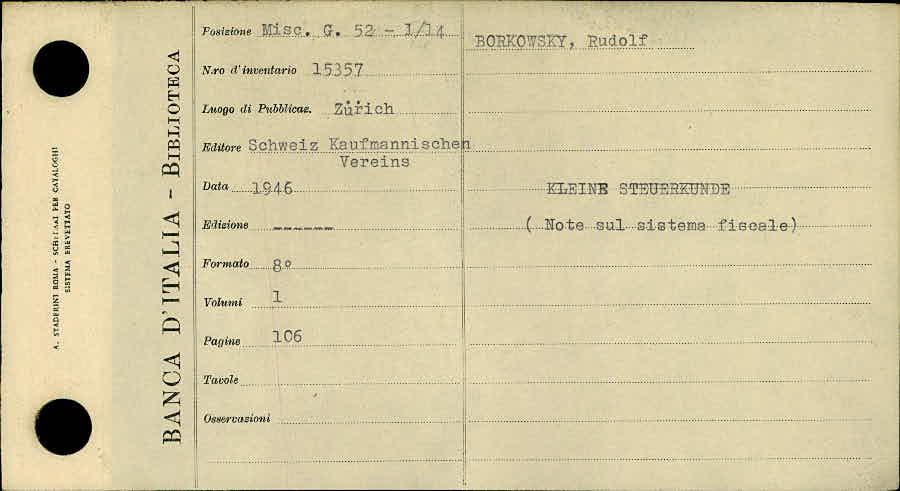 A. STADERINI ROMA - SCHEDARI PER CATALOGHI
SISTEMA BREVETTATO
BANCA D'ITALIA - BIBLIOTECA
Posizione Misc. G. 52 - 1/14
N.ro d'inventario 15357
Luogo di Pubblicaz. Zürich
Editore Schweiz Kaufmannischen
Vereins
Data 1946
Edizione ------
Formato 8°
Volumi 1
Pagine 106
Tavole
Osservazioni
BORKOWSKY, Rudolf
KLEINE STEUERKUNDE
( Note sul sistema fiscale)